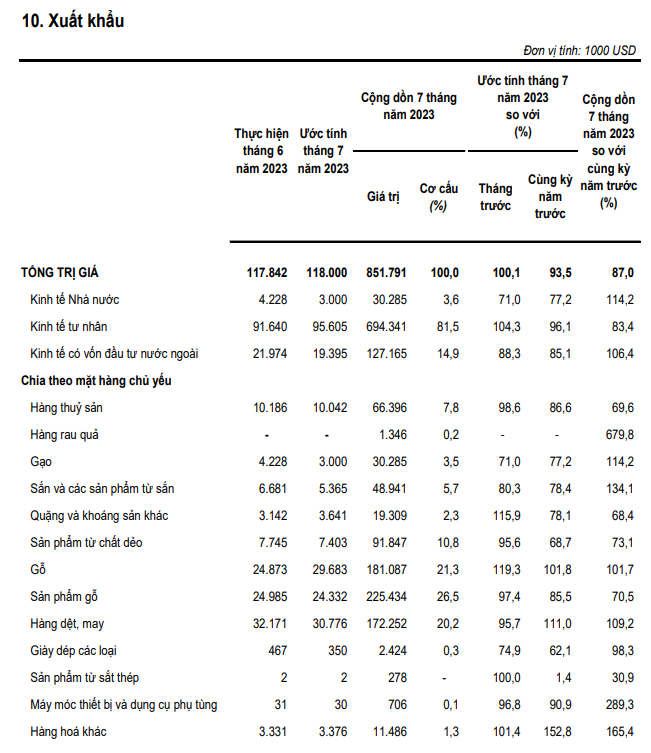 10. Xuất khẩu
Đơn vị tính: 1000 USD
Thực hiện tháng 6 năm 2023
Ước tính tháng 7 năm 2023
Cộng dồn 7 tháng năm 2023
Ước tính tháng 7 năm 2023 so với (%)
Cộng dồn 7 tháng năm 2023 so với cùng kỳ năm trước (%)
Giá trị
Cơ cấu (%)
Tháng trước
Cùng kỳ năm trước
TỔNG TRỊ GIÁ 117.842 118.000 851.791 100,0 100,1 93,5 87,0
Kinh tế Nhà nước 4.228 3.000 30.285 3,6 71,0 77,2 114,2
Kinh tế tư nhân 91.640 95.605 694.341 81,5 104,3 96,1 83,4
Kinh tế có vốn đầu tư nước ngoài 21.974 19.395 127.165 14,9 88,3 85,1 106,4
Chia theo mặt hàng chủ yếu
Hàng thuỷ sản 10.186 10.042 66.396 7,8 98,6 86,6 69,6
Hàng rau quả - - 1.346 0,2 - - 679,8
Gạo 4.228 3.000 30.285 3,5 71,0 77,2 114,2
Sắn và các sản phẩm từ sắn 6.681 5.365 48.941 5,7 80,3 78,4 134,1
Quặng và khoáng sản khác 3.142 3.641 19.309 2,3 115,9 78,1 68,4
Sản phẩm từ chất dẻo 7.745 7.403 91.847 10,8 95,6 68,7 73,1
Gỗ 24.873 29.683 181.087 21,3 119,3 101,8 101,7
Sản phẩm gỗ 24.985 24.332 225.434 26,5 97,4 85,5 70,5
Hàng dệt, may 32.171 30.776 172.252 20,2 95,7 111,0 109,2
Giày dép các loại 467 350 2.424 0,3 74,9 62,1 98,3
Sản phẩm từ sắt thép 2 2 278 - 100,0 1,4 30,9
Máy móc thiết bị và dụng cụ phụ tùng 31 30 706 0,1 96,8 90,9 289,3
Hàng hoá khác 3.331 3.376 11.486 1,3 101,4 152,8 165,4